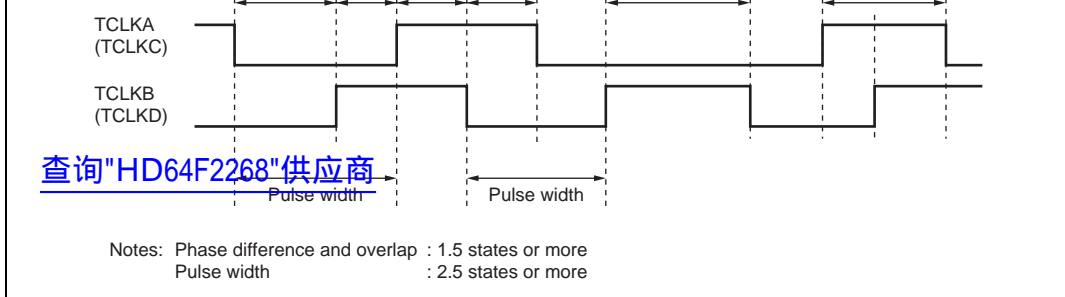 TCLKA
(TCLKC)
TCLKB
(TCLKD)
查询"HD64F2268"供应商
Pulse width Pulse width
Notes: Phase difference and overlap : 1.5 states or more
Pulse width : 2.5 states or more